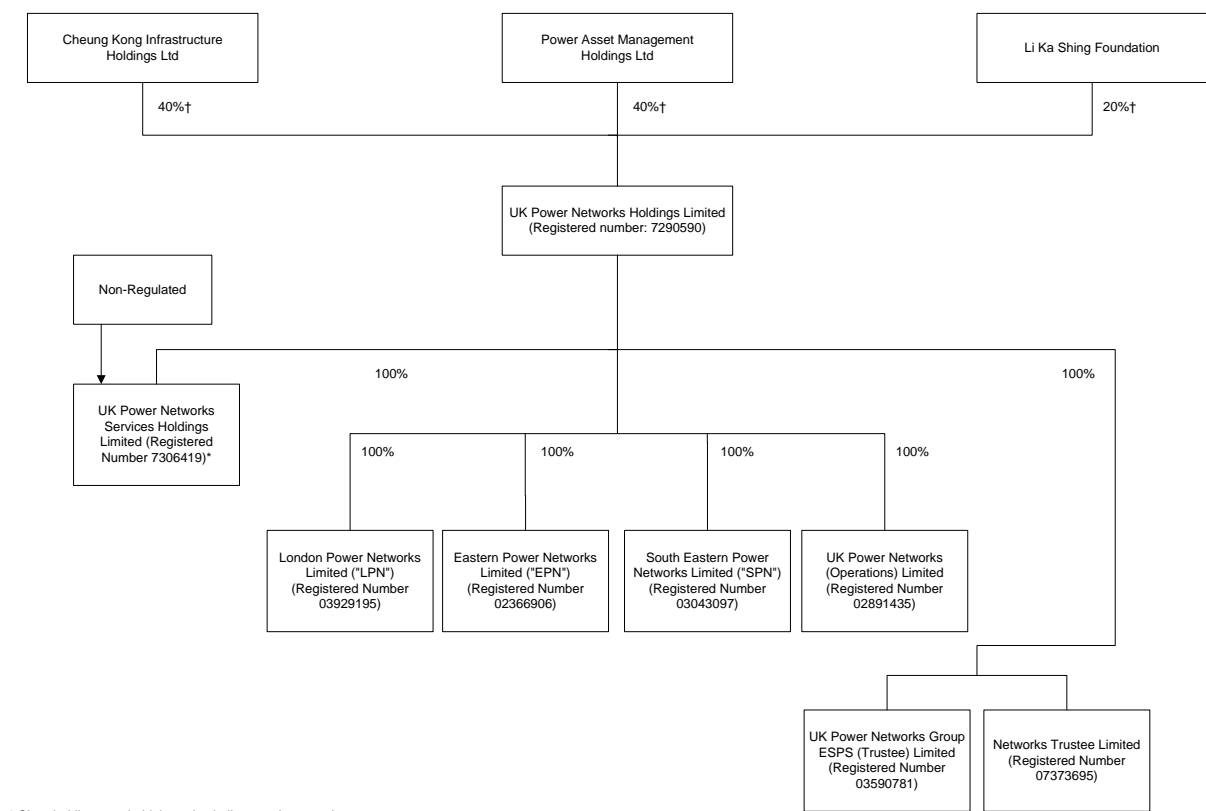 Cheung Kong Infrastructure
Holdings Ltd
Power Asset Management
Holdings Ltd
Li Ka Shing Foundation
40%†
40%†
20%†
UK Power Networks Holdings Limited
(Registered number: 7290590)
Non-Regulated
100%
100%
UK Power Networks
Services Holdings
Limited (Registered
Number 7306419)*
100%
100%
100%
100%
London Power Networks
Limited ("LPN")
(Registered Number
03929195)
Eastern Power Networks
Limited ("EPN")
(Registered Number
02366906)
South Eastern Power
Networks Limited ("SPN")
(Registered Number
03043097)
UK Power Networks
(Operations) Limited
(Registered Number
02891435)
UK Power Networks Group
ESPS (Trustee) Limited
(Registered Number
03590781)
Networks Trustee Limited
(Registered Number
07373695)